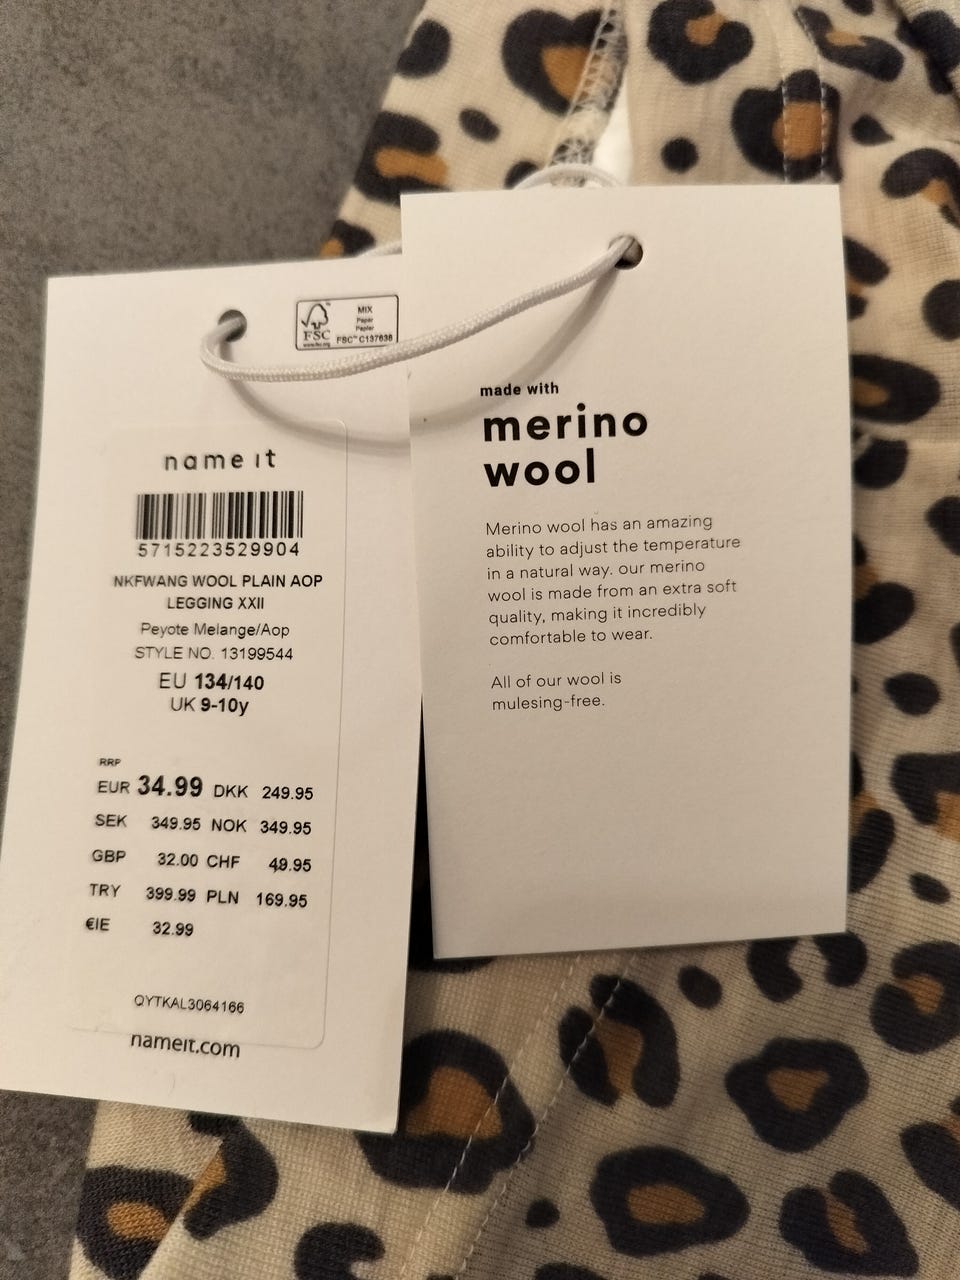 MIX
Paper
Papier
FSC
www.fsc.org
FSC™ C137636
name it
5715223529904
NKFWANG WOOL PLAIN AOP
LEGGING XXII
Peyote Melange/Aop
STYLE NO. 13199544
EU 134/140
UK 9-10y
RRP
EUR 34.99 DKK 249.95
SEK 349.95 NOK 349.95
GBP 32.00 CHF 49.95
TRY 399.99 PLN 169.95
€IE 32.99
QYTKAL3064166
nameit.com
made with
merino
wool
Merino wool has an amazing
ability to adjust the temperature
in a natural way. our merino
wool is made from an extra soft
quality, making it incredibly
comfortable to wear.
All of our wool is
mulesing-free.